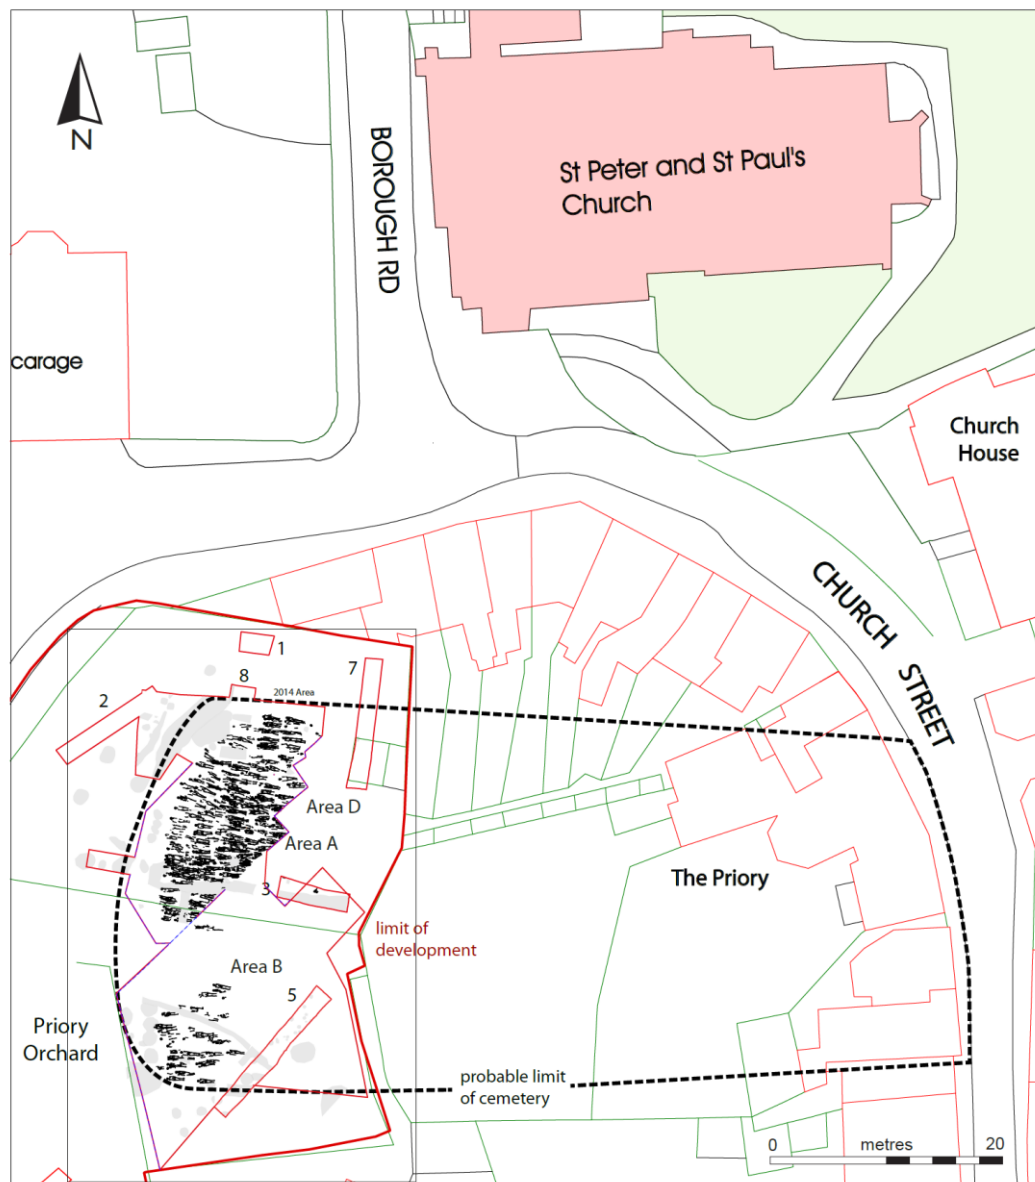 N
BOROUGH RD
St Peter and St Paul's
Church
carage
Church
House
CHURCH STREET
1
8
7
2
2014 Area
Area D
Area A
3
The Priory
limit of
development
Area B
5
Priory
Orchard
probable limit
of cemetery
0 metres 20